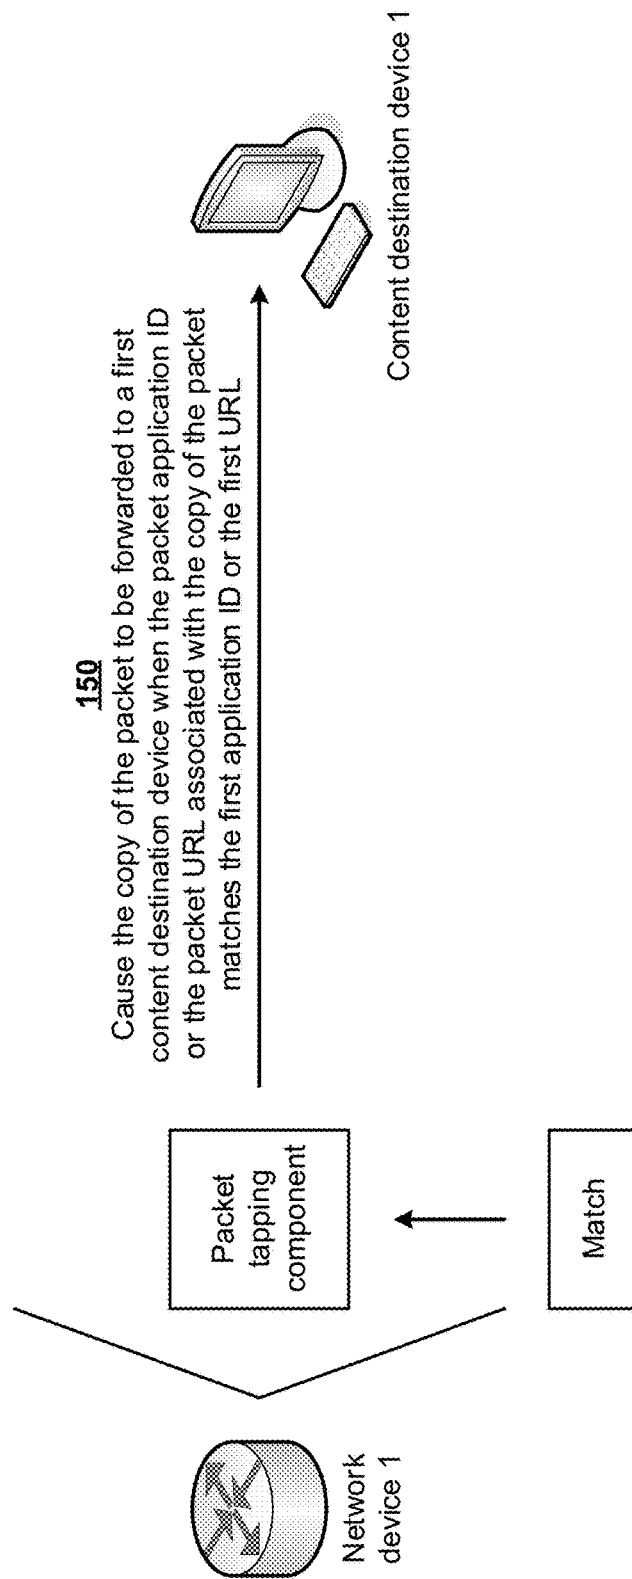 150
Cause the copy of the packet to be forwarded to a first
content destination device when the packet application ID
or the packet URL associated with the copy of the packet
matches the first application ID or the first URL
Network
device 1
Packet
tapping
component
Content destination device 1
Match